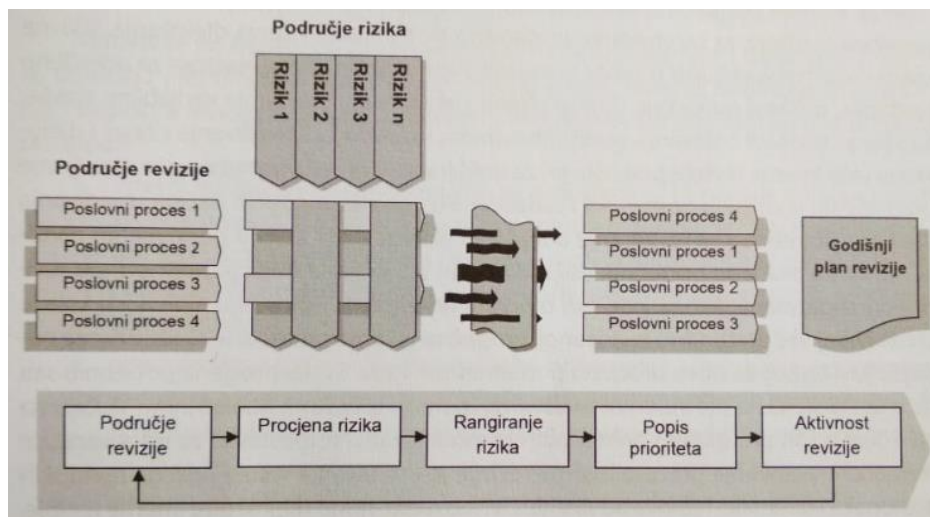 Područje rizika
Rizik 1
Rizik 2
Rizik 3
Rizik n
Područje revizije
Poslovni proces 1
Poslovni proces 2
Poslovni proces 3
Poslovni proces 4
Poslovni proces 4
Poslovni proces 1
Poslovni proces 2
Poslovni proces 3
Godišnji
plan revizije
Područje
revizije
Procjena rizika
Rangiranje
rizika
Popis
prioriteta
Aktivnost
revizije